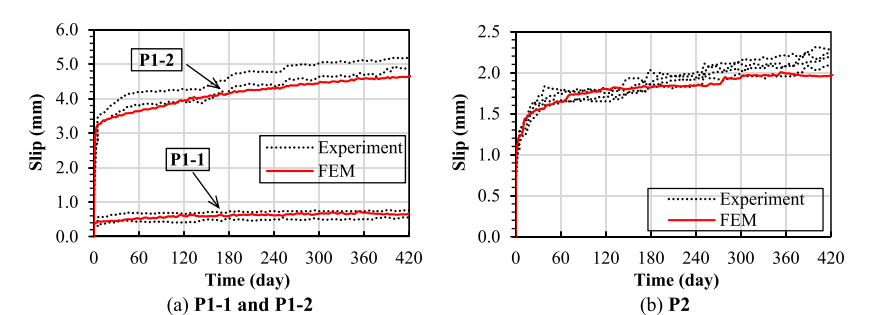 6.0
5.0
4.0
3.0
2.0
1.0
0.0
Slip (mm)
P1-2
P1-1
Experiment
FEM
0 60 120 180 240 300 360 420
Time (day)
(a) P1-1 and P1-2
2.5
2.0
1.5
1.0
0.5
0.0
Slip (mm)
Experiment
FEM
0 60 120 180 240 300 360 420
Time (day)
(b) P2